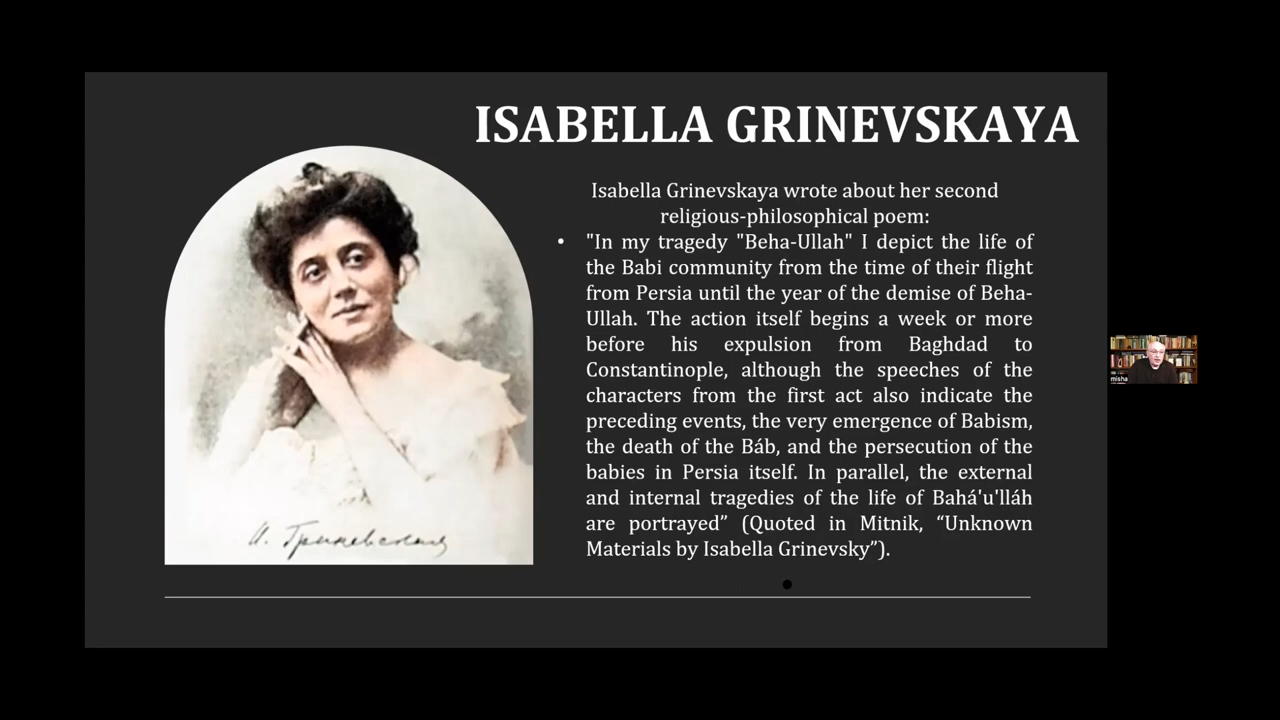 ISABELLA GRINEVSKAYA
Isabella Grinevskaya wrote about her second
religious-philosophical poem:
• "In my tragedy "Beha-Ullah" I depict the life of
the Babi community from the time of their flight
from Persia until the year of the demise of Beha-
Ullah. The action itself begins a week or more
before his expulsion from Baghdad to
Constantinople, although the speeches of the
characters from the first act also indicate the
preceding events, the very emergence of Babism,
the death of the Báb, and the persecution of the
babies in Persia itself. In parallel, the external
and internal tragedies of the life of Bahá'u'lláh
are portrayed” (Quoted in Mitnik, “Unknown
Materials by Isabella Grinevsky”).
И. Гриневская
misha